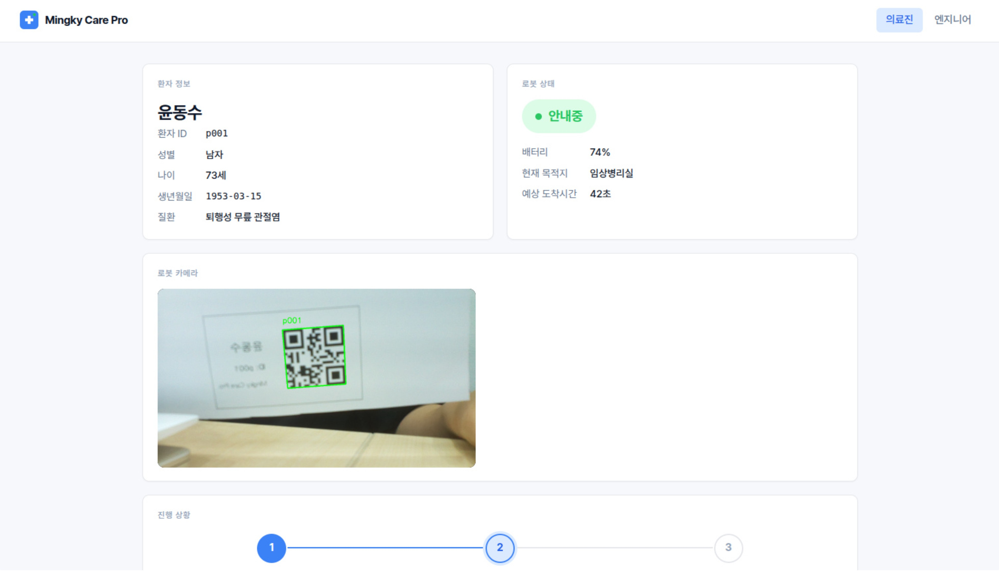 Mingky Care Pro
의료진
엔지니어
환자 정보
윤동수
환자 ID p001
성별 남자
나이 73세
생년월일 1953-03-15
질환 퇴행성 무릎 관절염
로봇 상태
안내중
배터리 74%
현재 목적지 임상병리실
예상 도착시간 42초
로봇 카메라
p001
윤동수
ID: p001
Mingky Care Pro
진행 상황
1
2
3